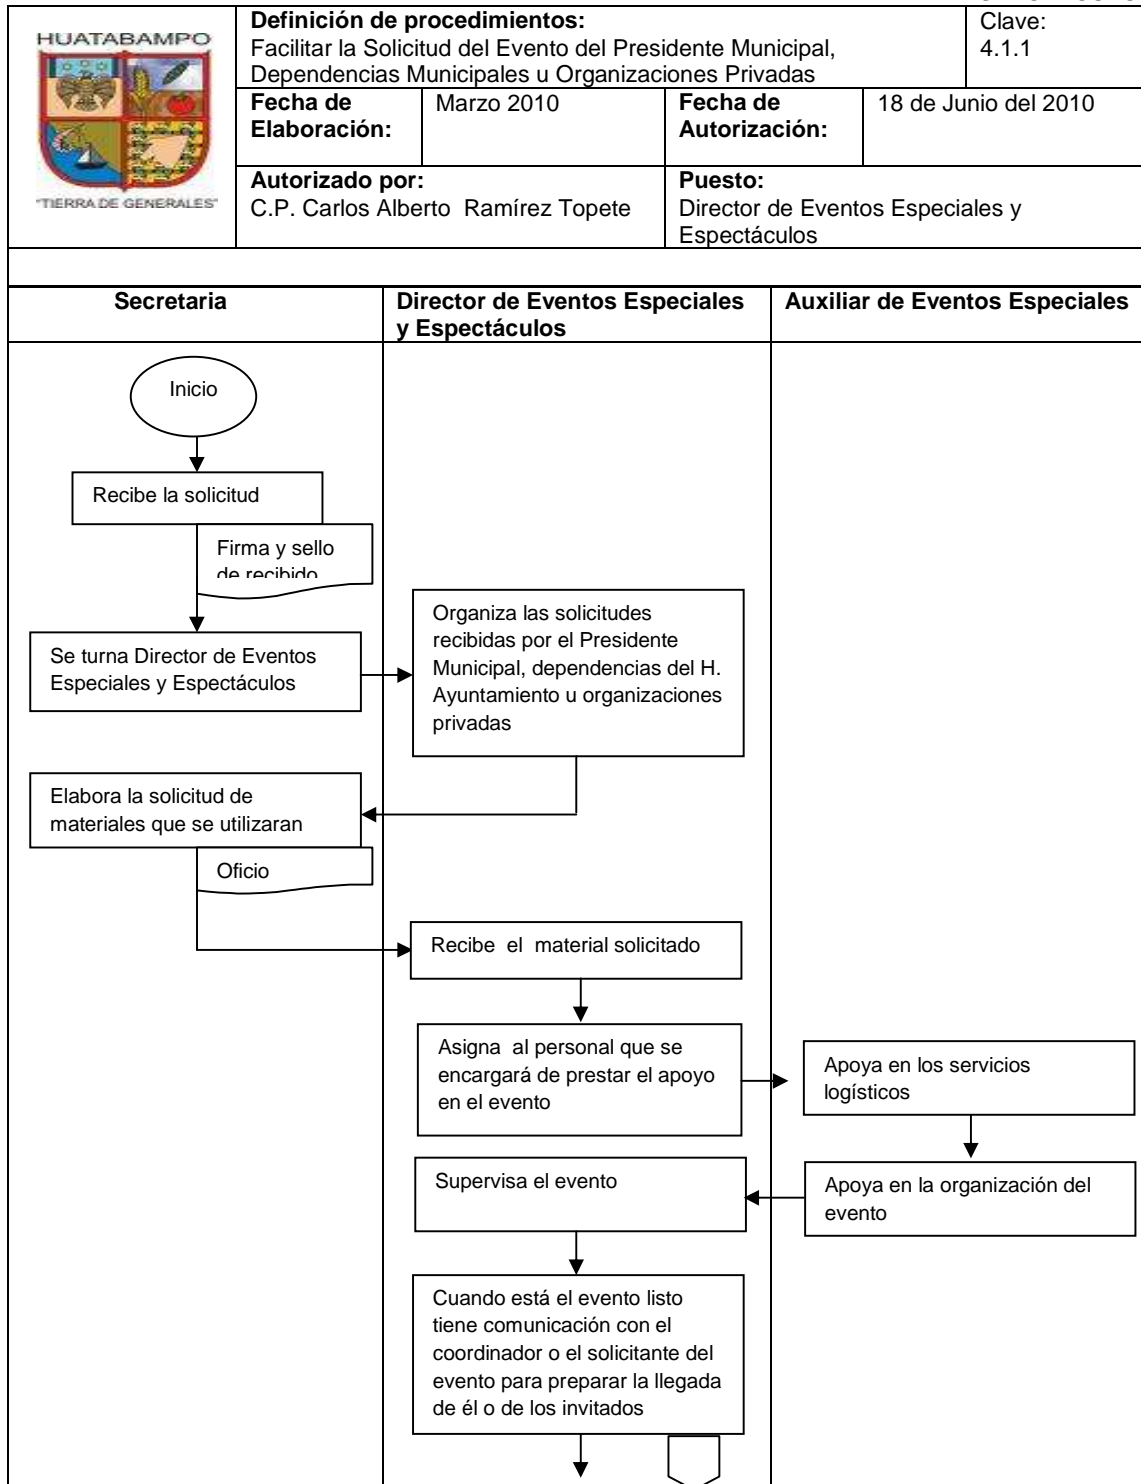 HUATABAMPO
"TIERRA DE GENERALES"
Definición de procedimientos:
Facilitar la Solicitud del Evento del Presidente Municipal,
Dependencias Municipales u Organizaciones Privadas
Clave:
4.1.1
Fecha de
Elaboración:
Marzo 2010
Fecha de
Autorización:
18 de Junio del 2010
Autorizado por:
C.P. Carlos Alberto Ramírez Topete
Puesto:
Director de Eventos Especiales y
Espectáculos
Secretaria
Director de Eventos Especiales
y Espectáculos
Auxiliar de Eventos Especiales
Inicio
Recibe la solicitud
Firma y sello
de recibido
Se turna Director de Eventos
Especiales y Espectáculos
Organiza las solicitudes
recibidas por el Presidente
Municipal, dependencias del H.
Ayuntamiento u organizaciones
privadas
Elabora la solicitud de
materiales que se utilizaran
Oficio
Recibe el material solicitado
Asigna al personal que se
encargará de prestar el apoyo
en el evento
Apoya en los servicios
logísticos
Apoya en la organización del
evento
Supervisa el evento
Cuando está el evento listo
tiene comunicación con el
coordinador o el solicitante del
evento para preparar la llegada
de él o de los invitados